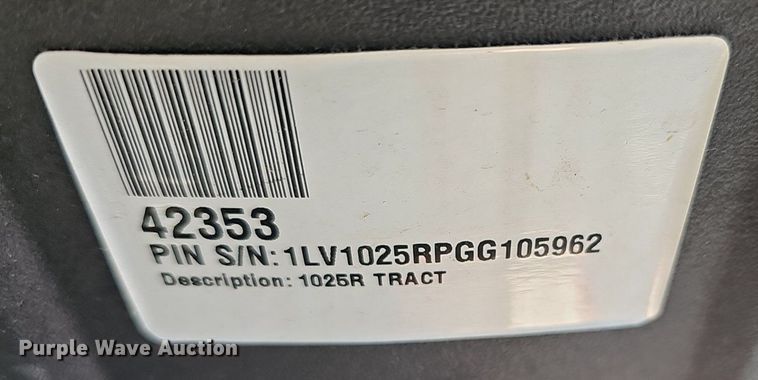 42353
PIN S/N: 1LV1025RPGG105962
Description: 1025R TRACT
Purple Wave Auction